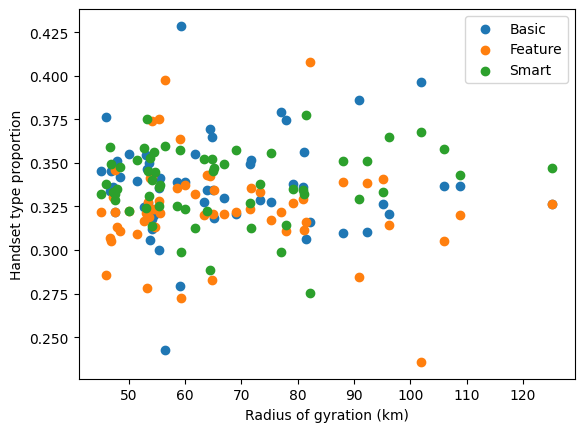 0.425
0.400
0.375
0.350
0.325
0.300
0.275
0.250
Handset type proportion
50 60 70 80 90 100 110 120
Radius of gyration (km)
Basic
Feature
Smart